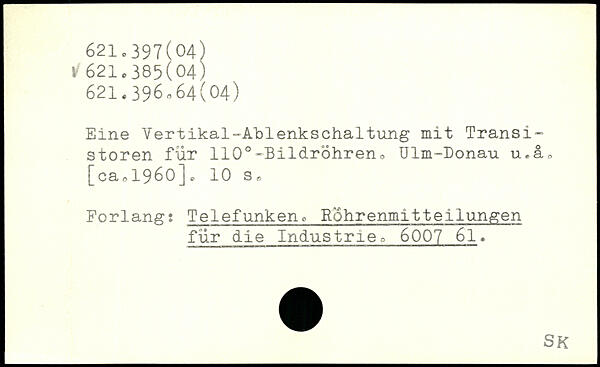 621.397(04)
√ 621.385(04)
621.396.64(04)
Eine Vertikal-Ablenkschaltung mit Transi-
storen für 110°-Bildröhren. Ulm-Donau u.å.
[ca.1960]. 10 s.
Forlang: Telefunken. Röhrenmitteilungen
für die Industrie. 6007 61.
SK